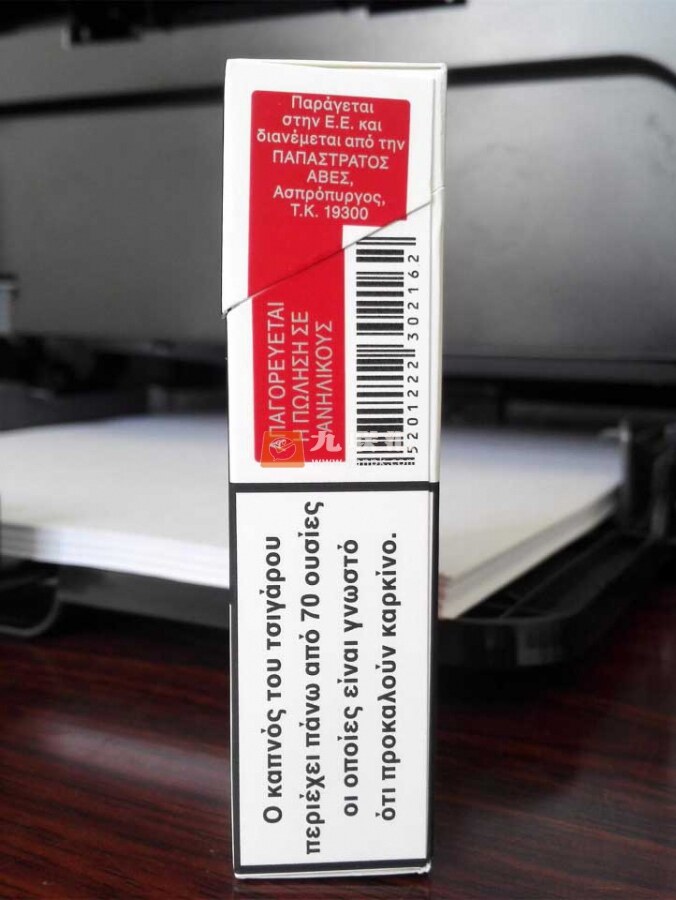 Παράγεται
στην Ε.Ε. και
διανέμεται από την
ΠΑΠΑΣΤΡΑΤΟΣ
ΑΒΕΣ,
Ασπρόπυργος,
Τ.Κ. 19300
ΑΠΑΓΟΡΕΥΕΤΑΙ
Η ΠΩΛΗΣΗ ΣΕ
ΑΝΗΛΙΚΟΥΣ
5201222 302162
Ο καπνός του τσιγάρου
περιέχει πάνω από 70 ουσίες
οι οποίες είναι γνωστό
ότι προκαλούν καρκίνο.